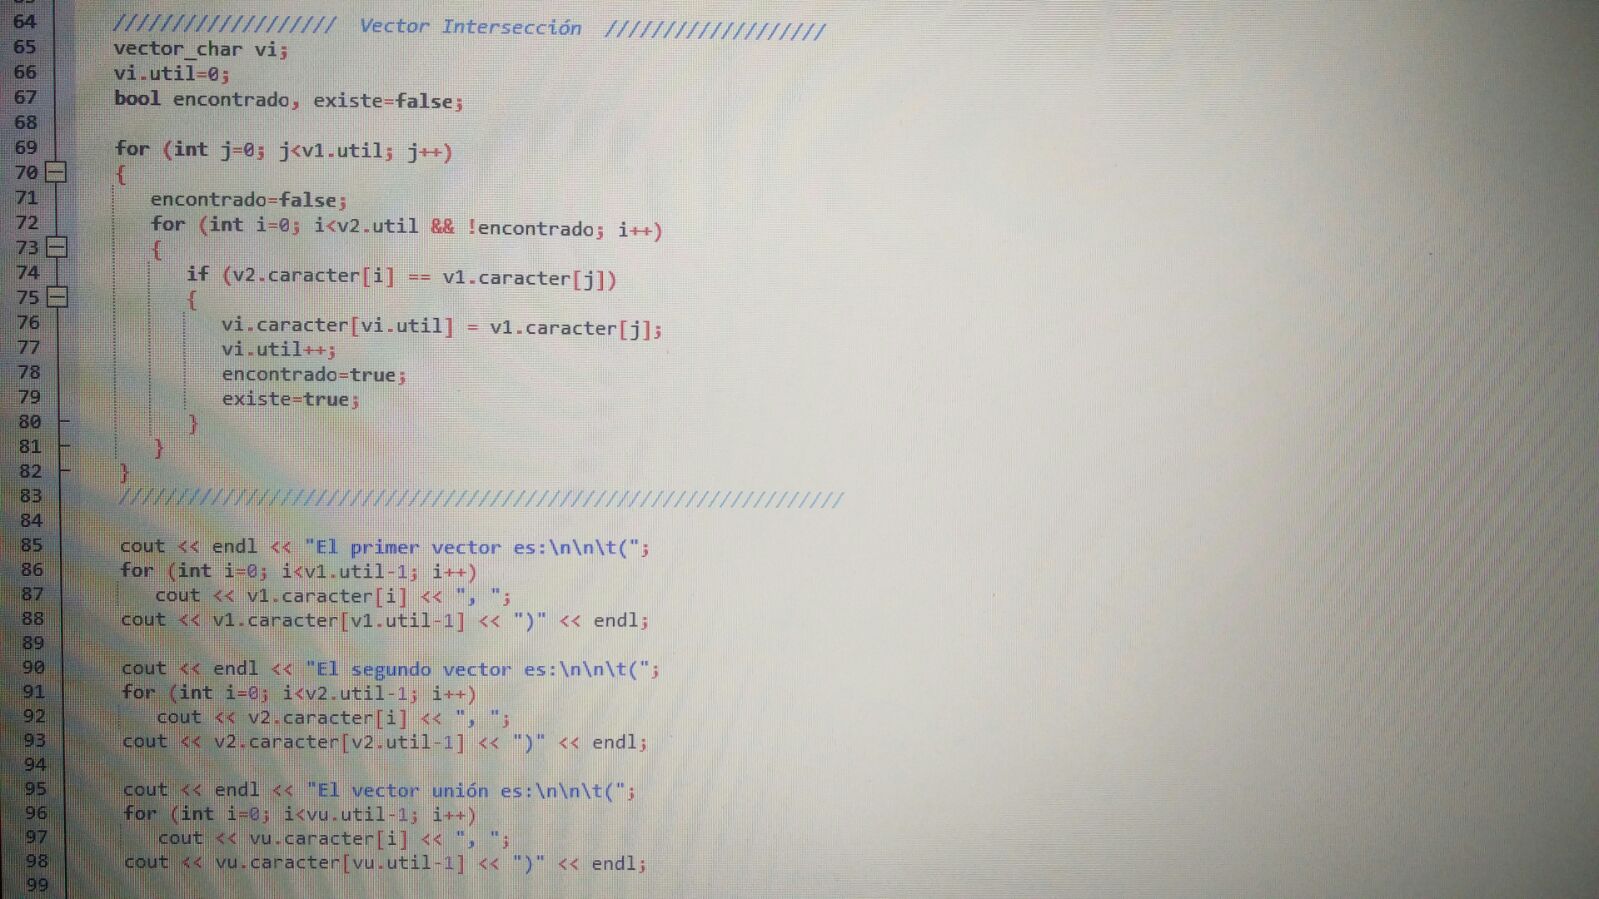 64 /////////////////// Vector Intersección ///////////////////
65 vector_char vi;
66 vi.util=0;
67 bool encontrado, existe=false;
68
69 for (int j=0; j<v1.util; j++)
70 {
71 encontrado=false;
72 for (int i=0; i<v2.util && !encontrado; i++)
73 {
74 if (v2.caracter[i] == v1.caracter[j])
75 {
76 vi.caracter[vi.util] = v1.caracter[j];
77 vi.util++;
78 encontrado=true;
79 existe=true;
80 }
81 }
82 }
83 //////////////////////////////////////////////////////////////
84
85 cout << endl << "El primer vector es:\n\n\t(";
86 for (int i=0; i<v1.util-1; i++)
87 cout << v1.caracter[i] << ", ";
88 cout << v1.caracter[v1.util-1] << ")" << endl;
89
90 cout << endl << "El segundo vector es:\n\n\t(";
91 for (int i=0; i<v2.util-1; i++)
92 cout << v2.caracter[i] << ", ";
93 cout << v2.caracter[v2.util-1] << ")" << endl;
94
95 cout << endl << "El vector unión es:\n\n\t(";
96 for (int i=0; i<vu.util-1; i++)
97 cout << vu.caracter[i] << ", ";
98 cout << vu.caracter[vu.util-1] << ")" << endl;
99